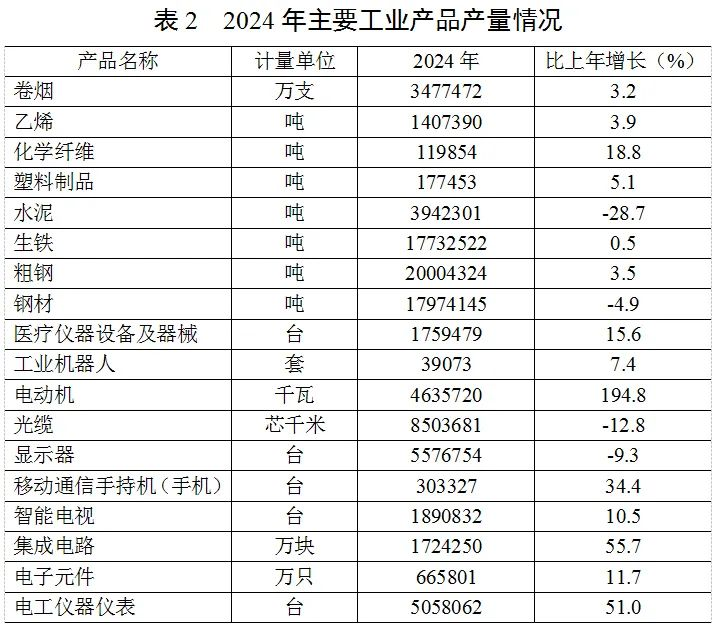 表 2 2024 年主要工业产品产量情况
产品名称 计量单位 2024 年 比上年增长（%）
卷烟 万支 3477472 3.2
乙烯 吨 1407390 3.9
化学纤维 吨 119854 18.8
塑料制品 吨 177453 5.1
水泥 吨 3942301 -28.7
生铁 吨 17732522 0.5
粗钢 吨 20004324 3.5
钢材 吨 17974145 -4.9
医疗仪器设备及器械 台 1759479 15.6
工业机器人 套 39073 7.4
电动机 千瓦 4635720 194.8
光缆 芯千米 8503681 -12.8
显示器 台 5576754 -9.3
移动通信手持机（手机） 台 303327 34.4
智能电视 台 1890832 10.5
集成电路 万块 1724250 55.7
电子元件 万只 665801 11.7
电工仪器仪表 台 5058062 51.0